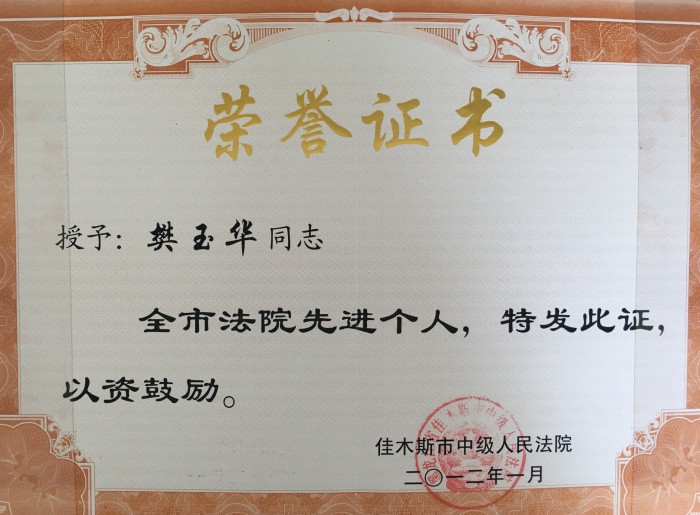 荣誉证书
授予：樊玉华同志
全市法院先进个人，特发此证，
以资鼓励。
佳木斯市中级人民法院
二〇一二年一月